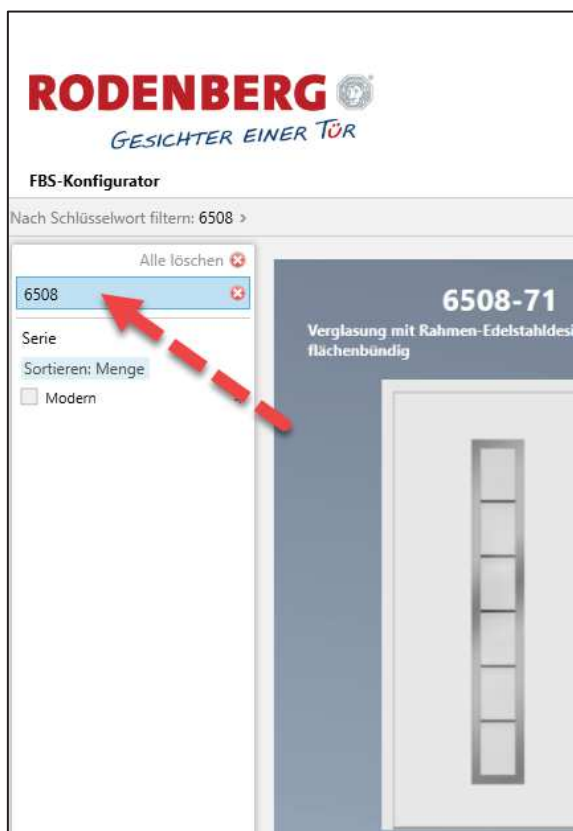 RODENBERG
GESICHTER EINER TÜR
FBS-Konfigurator
Nach Schlüsselwort filtern: 6508 >
Alle löschen
6508
Serie
Sortieren: Menge
Modern
6508-71
Verglasung mit Rahmen-Edelstahldesi
flächenbündig